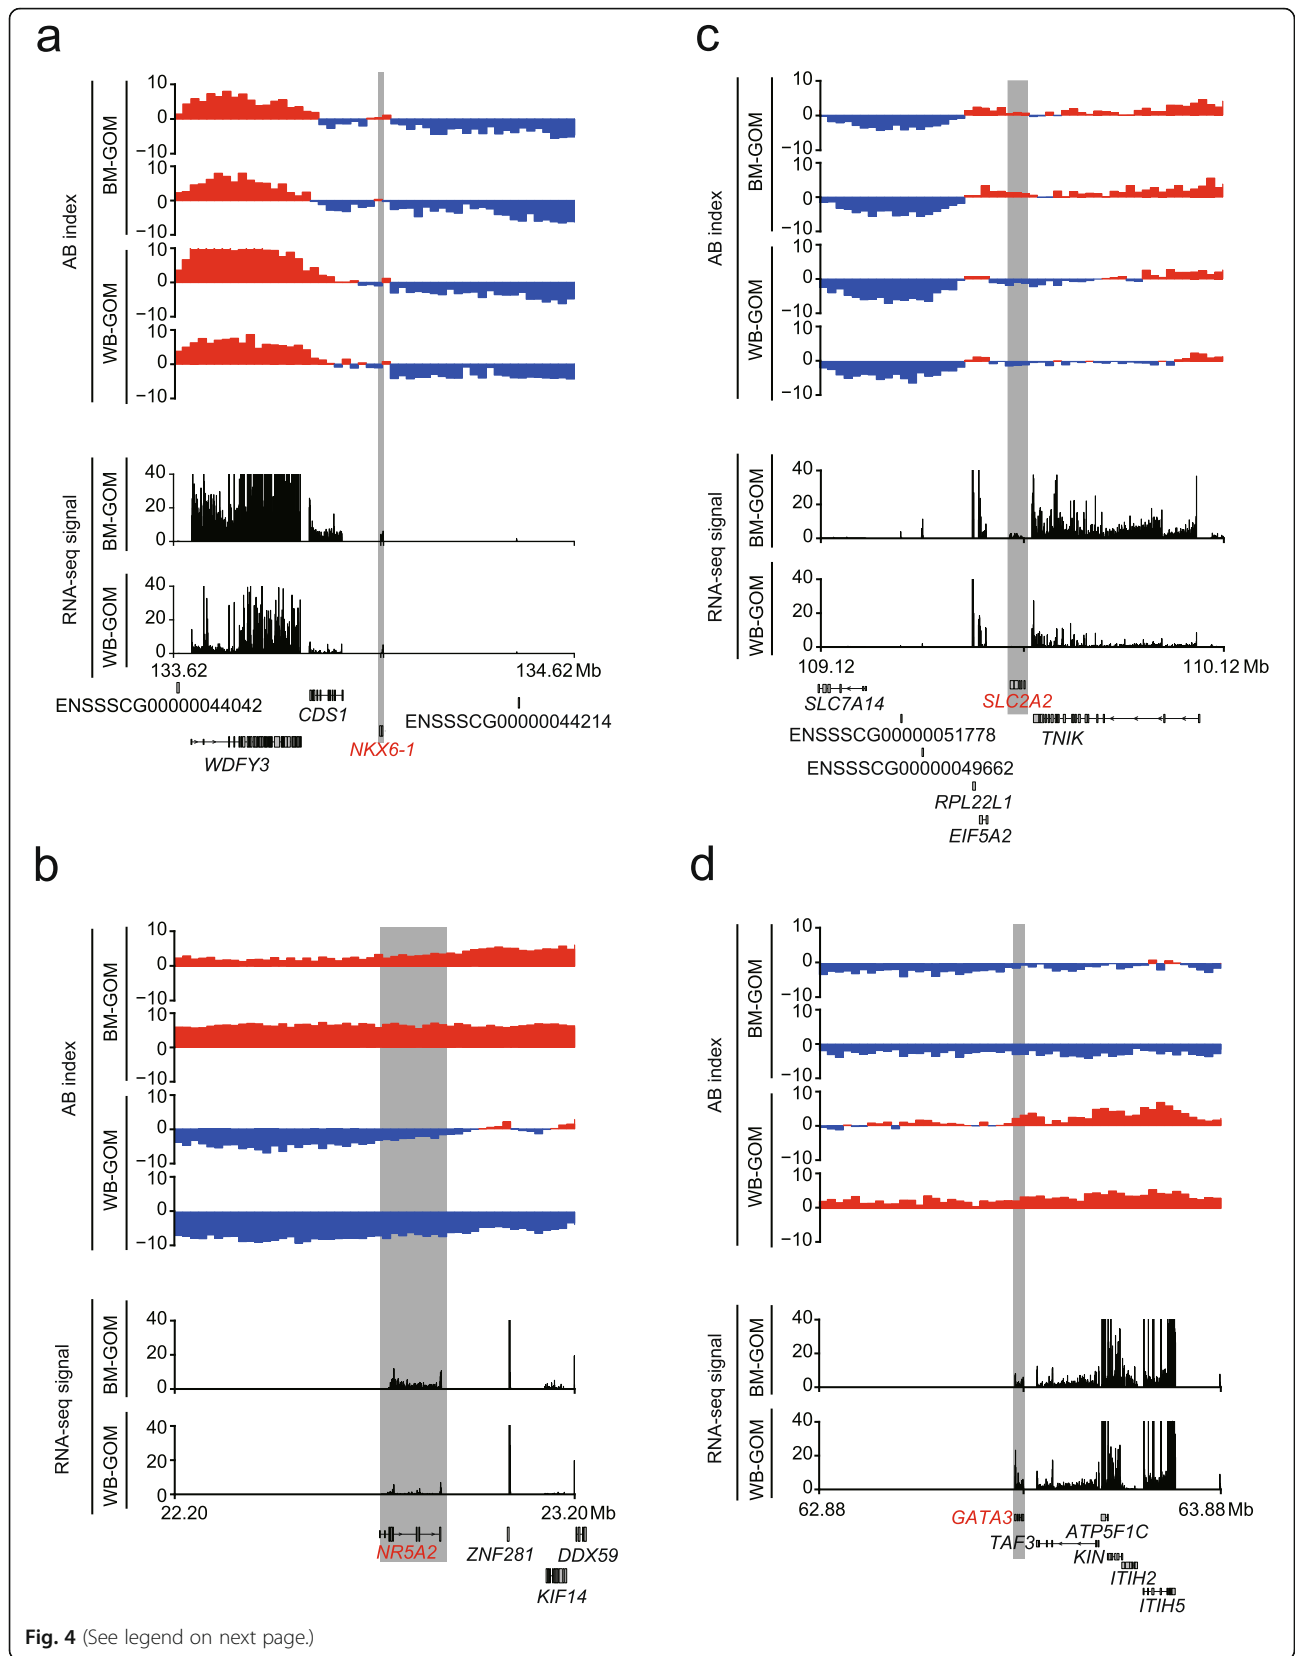 a
AB index
BM-GOM
10
0
−10
10
0
−10
WB-GOM
10
0
−10
10
0
−10
RNA-seq signal
BM-GOM
40
20
0
WB-GOM
40
20
0
133.62
134.62 Mb
ENSSSCG00000044042
CDS1
ENSSSCG00000044214
WDFY3
NKX6-1
c
AB index
BM-GOM
10
0
−10
10
0
−10
WB-GOM
10
0
−10
10
0
−10
RNA-seq signal
BM-GOM
40
20
0
WB-GOM
40
20
0
109.12
110.12 Mb
SLC7A14
SLC2A2
TNIK
ENSSSCG00000051778
ENSSSCG00000049662
RPL22L1
EIF5A2
b
AB index
BM-GOM
10
0
−10
10
0
−10
WB-GOM
10
0
−10
10
0
−10
RNA-seq signal
BM-GOM
40
20
0
WB-GOM
40
20
0
22.20
23.20 Mb
NR5A2
ZNF281
DDX59
KIF14
d
AB index
BM-GOM
10
0
−10
10
0
−10
WB-GOM
10
0
−10
10
0
−10
RNA-seq signal
BM-GOM
40
20
0
WB-GOM
40
20
0
62.88
63.88 Mb
GATA3
ATP5F1C
TAF3
KIN
ITIH2
ITIH5
Fig. 4 (See legend on next page.)